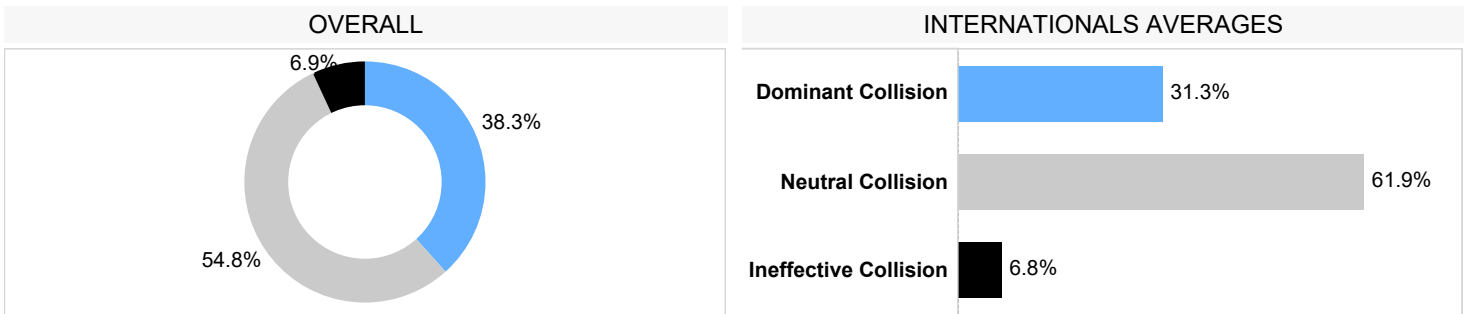 OVERALL
6.9%
38.3%
54.8%
INTERNATIONALS AVERAGES
Dominant Collision 31.3%
Neutral Collision 61.9%
Ineffective Collision 6.8%